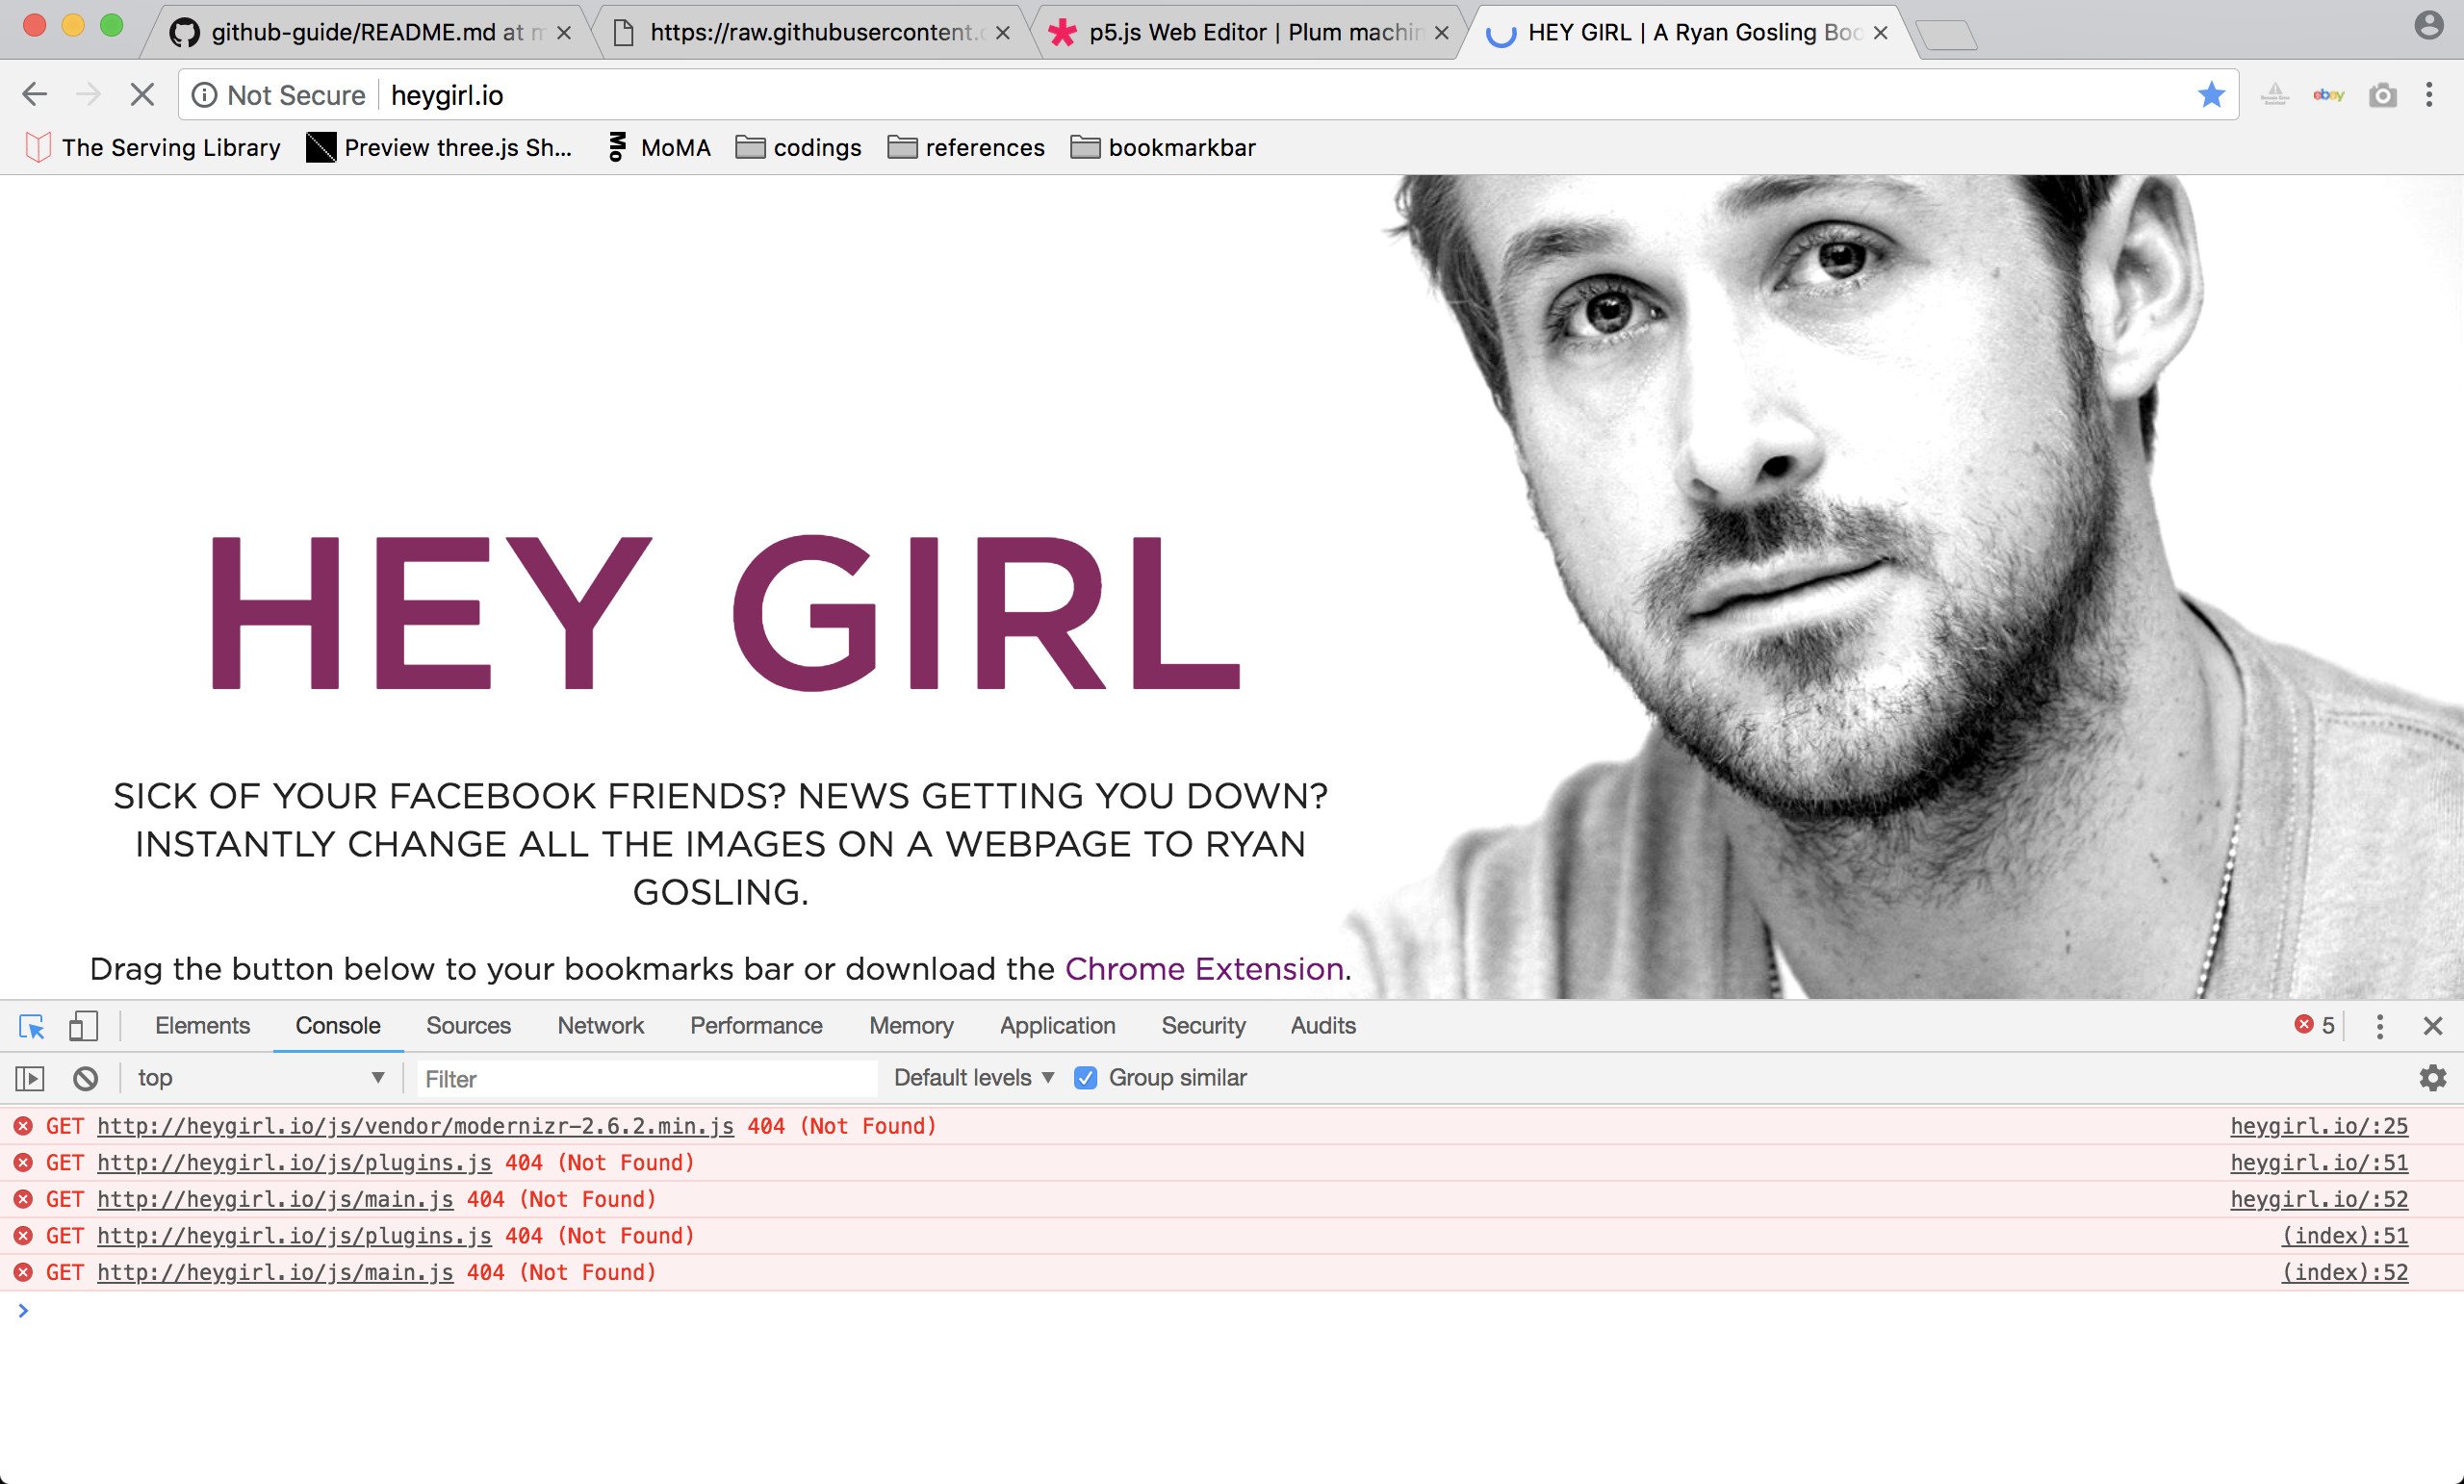 github-guide/README.md at m
https://raw.githubusercontent.c
p5.js Web Editor | Plum machin
HEY GIRL | A Ryan Gosling Boo
Not Secure heygirl.io
ebay
The Serving Library Preview three.js Sh... Mo MoMA codings references bookmarkbar
HEY GIRL
SICK OF YOUR FACEBOOK FRIENDS? NEWS GETTING YOU DOWN?
INSTANTLY CHANGE ALL THE IMAGES ON A WEBPAGE TO RYAN
GOSLING.
Drag the button below to your bookmarks bar or download the Chrome Extension.
Elements Console Sources Network Performance Memory Application Security Audits 5
top Filter Default levels Group similar
GET http://heygirl.io/js/vendor/modernizr-2.6.2.min.js 404 (Not Found) heygirl.io/:25
GET http://heygirl.io/js/plugins.js 404 (Not Found) heygirl.io/:51
GET http://heygirl.io/js/main.js 404 (Not Found) heygirl.io/:52
GET http://heygirl.io/js/plugins.js 404 (Not Found) (index):51
GET http://heygirl.io/js/main.js 404 (Not Found) (index):52